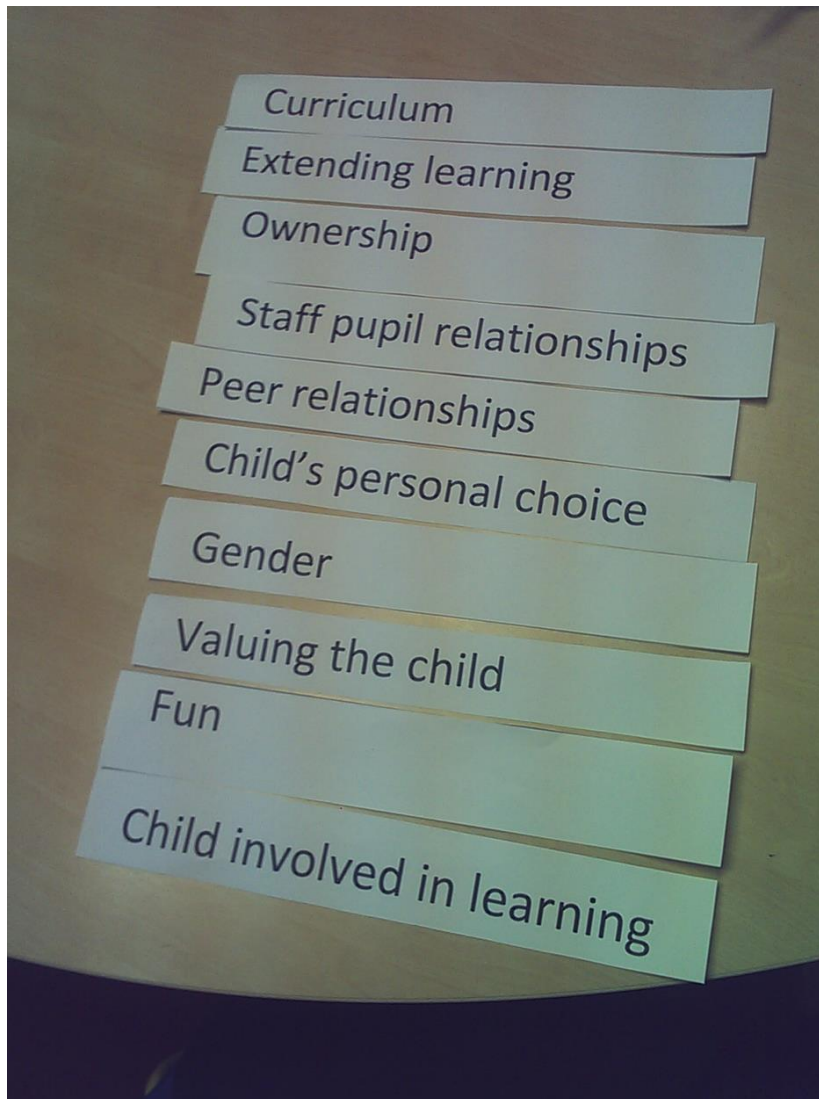 Curriculum
Extending learning
Ownership
Staff pupil relationships
Peer relationships
Child’s personal choice
Gender
Valuing the child
Fun
Child involved in learning